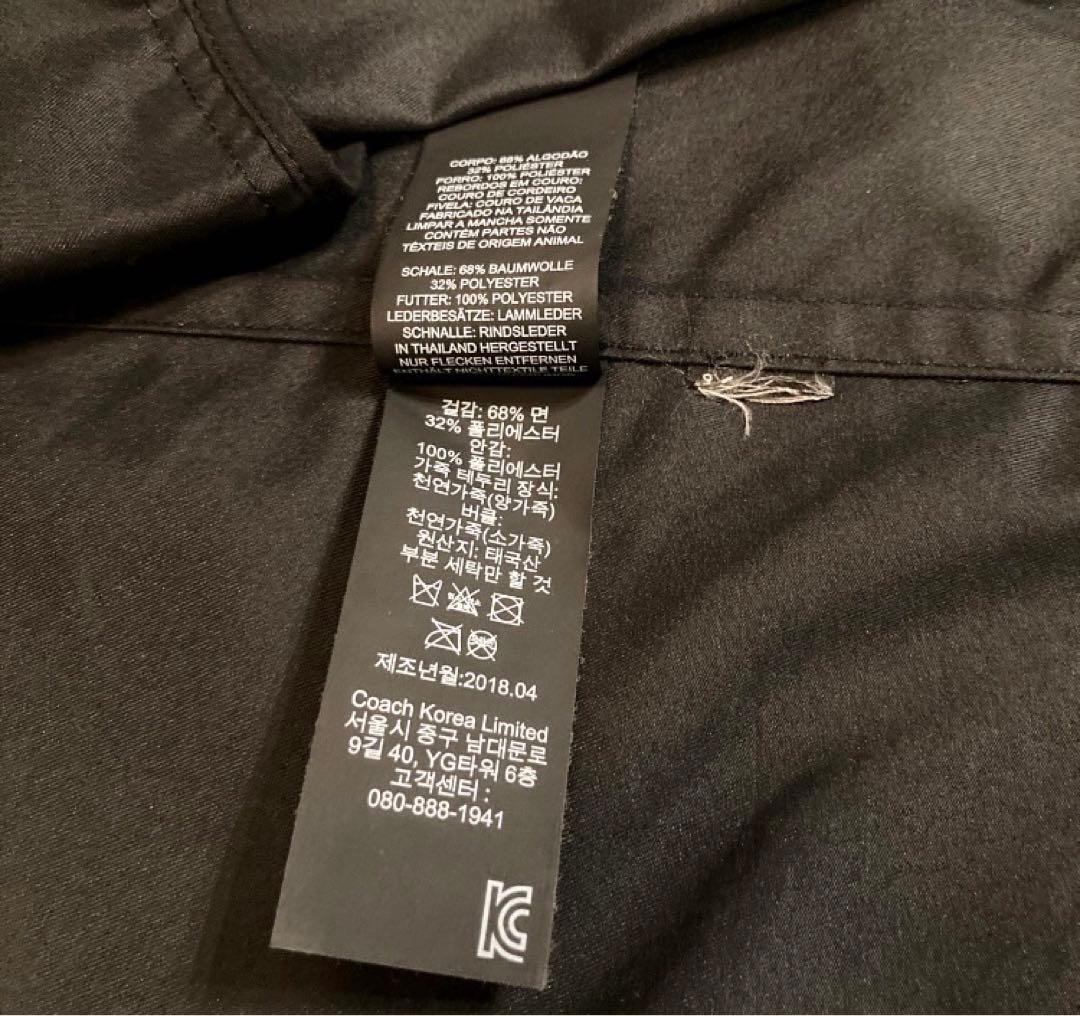 CORPO: 68% ALGODÃO
32% POLIÉSTER
FORRO: 100% POLIÉSTER
REBORDOS EM COURO:
COURO DE CORDEIRO
FIVELA: COURO DE VACA
FABRICADO NA TAILÂNDIA
LIMPAR A MANCHA SOMENTE
CONTÉM PARTES NÃO
TÊXTEIS DE ORIGEM ANIMAL
SCHALE: 68% BAUMWOLLE
32% POLYESTER
FUTTER: 100% POLYESTER
LEDERBESÄTZE: LAMMLEDER
SCHNALLE: RINDSLEDER
IN THAILAND HERGESTELLT
NUR FLECKEN ENTFERNEN
ENTHÄLT NICHTTEXTILE TEILE
겉감: 68% 면
32% 폴리에스터
안감:
100% 폴리에스터
가죽 테두리 장식:
천연가죽(양가죽)
버클:
천연가죽(소가죽)
원산지: 태국산
부분 세탁만 할 것
제조년월:2018.04
Coach Korea Limited
서울시 중구 남대문로
9길 40, YG타워 6층
고객센터 :
080-888-1941
KC